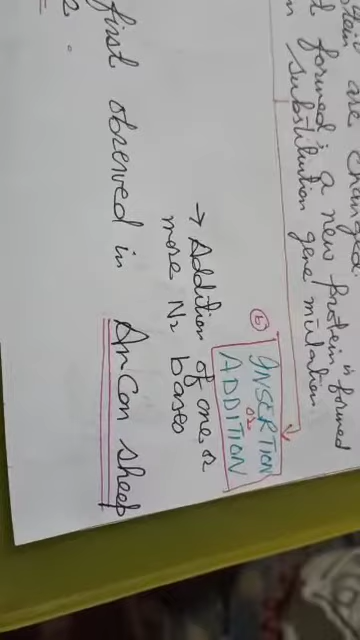 are changed.
formed is a new protein is formed
substitution gene mutation
(b) INSERTION
or
ADDITION
→ Addition of one or
more N₂ bases
first observed in AnCon sheep